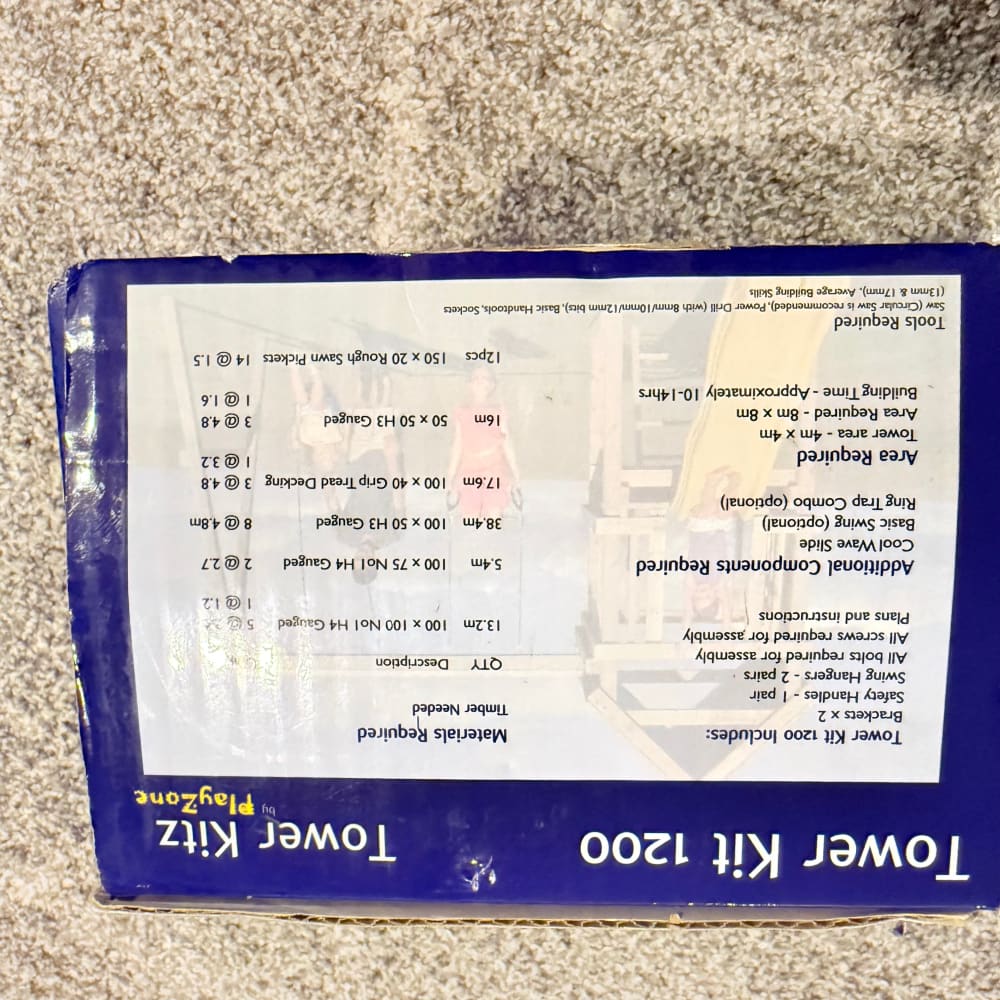 Tower Kit 1200
Tower Kitz
by PlayZone
Tower Kit 1200 Includes:
Brackets x 2
Safety Handles - 1 pair
Swing Hangers - 2 pairs
All bolts required for assembly
All screws required for assembly
Plans and instructions
Additional Components Required
Cool Wave Slide
Basic Swing (optional)
Ring Trap Combo (optional)
Area Required
Tower area - 4m x 4m
Area Required - 8m x 8m
Building Time - Approximately 10-14hrs
Tools Required
Saw (Circular Saw is recommended), Power Drill (with 8mm/10mm/12mm bits), Basic Handtools, Sockets
(13mm & 17mm), Average Building Skills
Materials Required
Timber Needed
QTY Description
13.2m 100 x 100 No1 H4 Gauged 5 @
1 @ 1.2
5.4m 100 x 75 No1 H4 Gauged 2 @ 2.7
38.4m 100 x 50 H3 Gauged 8 @ 4.8m
17.6m 100 x 40 Grip Tread Decking 3 @ 4.8
1 @ 3.2
16m 50 x 50 H3 Gauged 3 @ 4.8
1 @ 1.6
12pcs 150 x 20 Rough Sawn Pickets 14 @ 1.5